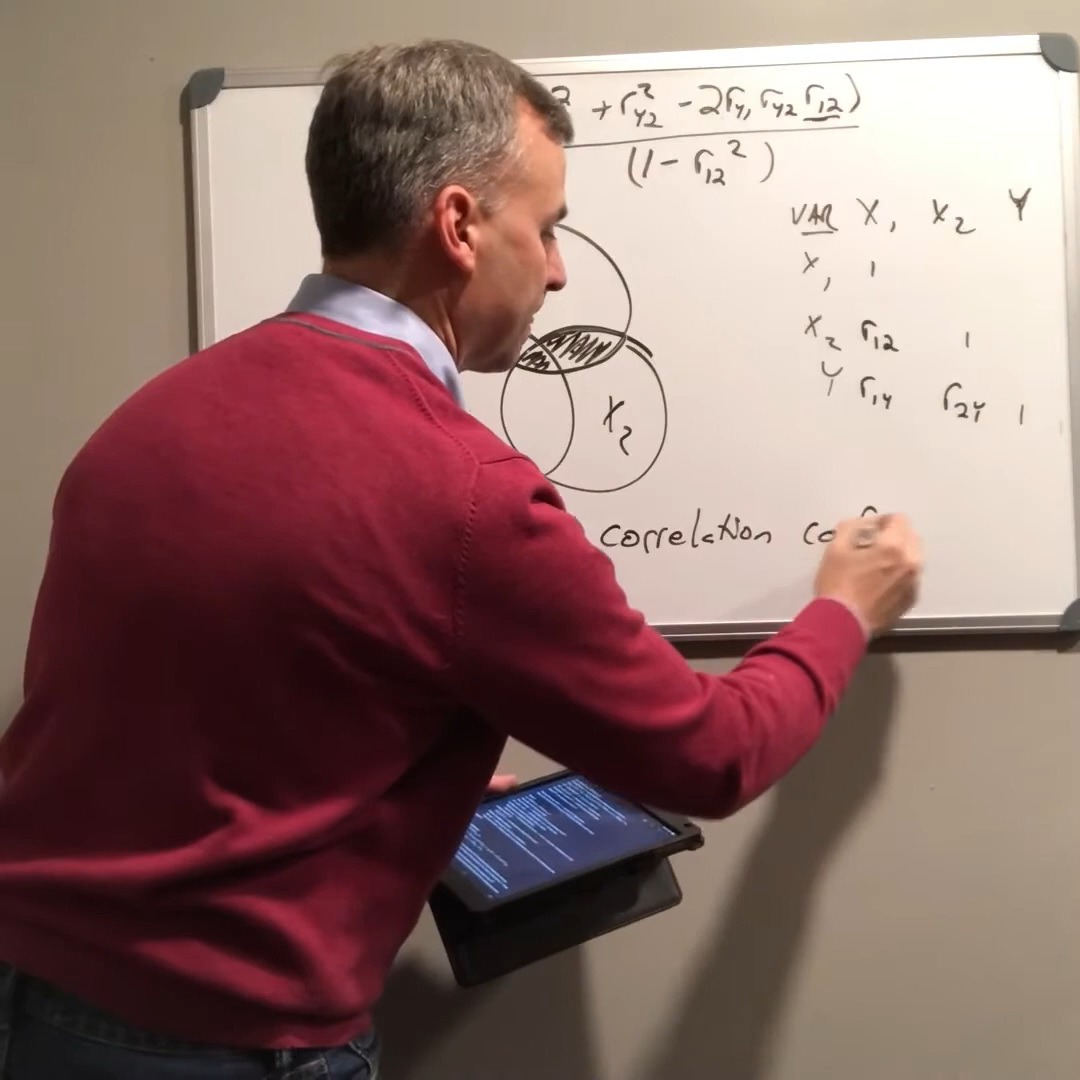 ² + r²y2 - 2ry1 ry2 r12)
(1 - r12²)
VAR X1 X2 Y
X1 1
X2 r12 1
Y r1Y r2Y 1
X2
correlation co